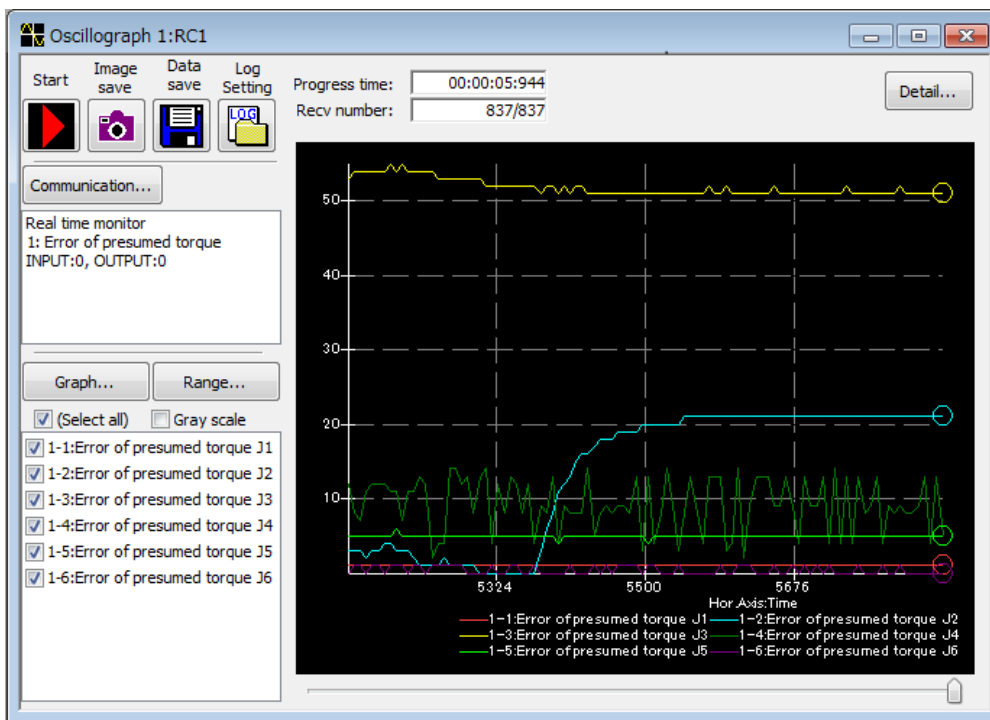 Oscillograph 1:RC1
Start
Image save
Data save
Log Setting
LOG
Progress time: 00:00:05:944
Recv number: 837/837
Detail...
Communication...
Real time monitor
1: Error of presumed torque
INPUT:0, OUTPUT:0
Graph... Range...
(Select all) Gray scale
1-1:Error of presumed torque J1
1-2:Error of presumed torque J2
1-3:Error of presumed torque J3
1-4:Error of presumed torque J4
1-5:Error of presumed torque J5
1-6:Error of presumed torque J6
50
40
30
20
10
5324 5500 5676
Hor.Axis:Time
1-1:Error of presumed torque J1 1-2:Error of presumed torque J2
1-3:Error of presumed torque J3 1-4:Error of presumed torque J4
1-5:Error of presumed torque J5 1-6:Error of presumed torque J6